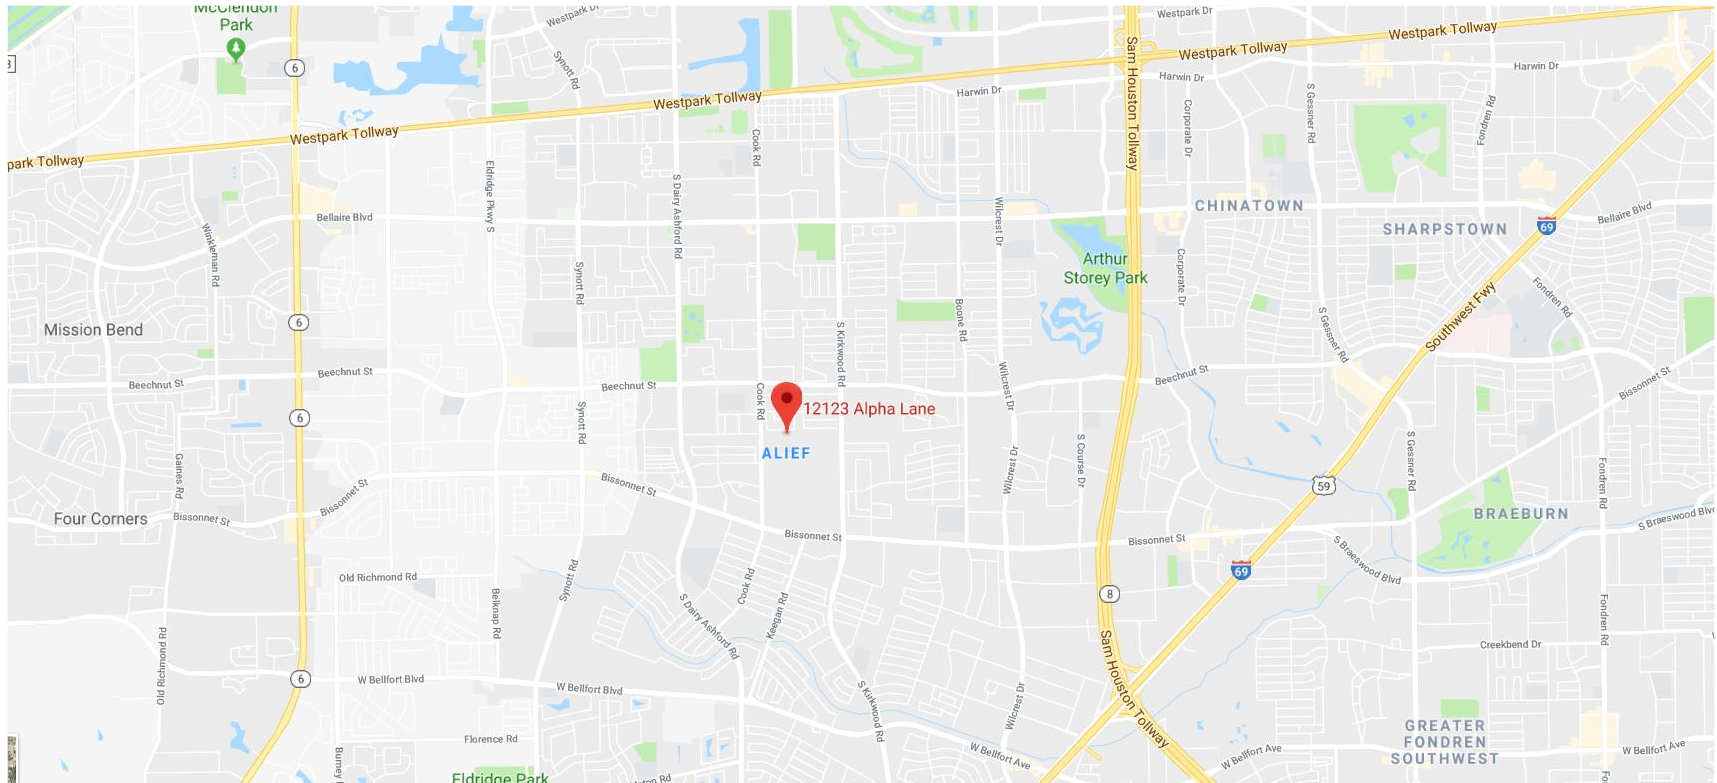 McClendon
Park
Westpark Dr
Westpark Dr
Westpark Tollway
Westpark Tollway
6
Synott Rd
Sam Houston Tollway
Harwin Dr
Harwin Dr
Harwin Dr
Westpark Tollway
Westpark Tollway
park Tollway
S Gessner Rd
Corporate Dr
Fondren Rd
Cook Rd
Eldridge Pkwy S
S Dairy Ashford Rd
Wilcrest Dr
CHINATOWN
Bellaire Blvd
Bellaire Blvd
SHARPSTOWN
69
Winkleman Rd
Arthur
Storey Park
Synott Rd
Corporate Dr
Fondren Rd
Mission Bend
6
Boone Rd
S Kirkwood Rd
S Gessner Rd
Southwest Fwy
Beechnut St
Beechnut St
Beechnut St
Beechnut St
Bissonnet St
Wilcrest Dr
Cook Rd
12123 Alpha Lane
6
Synott Rd
ALIEF
Gaines Rd
Wilcrest Dr
S Course Dr
S Gessner Rd
Fondren Rd
59
Bissonnet St
Bissonnet St
Four Corners
Bissonnet St
BRAEBURN
S Braeswood Blvd
Bissonnet St
Bissonnet St
S Braeswood Blvd
69
Old Richmond Rd
Synott Rd
Cook Rd
8
Belknap Rd
Keegan Rd
S Dairy Ashford Rd
Fondren Rd
Old Richmond Rd
Sam Houston Tollway
Creekbend Dr
6
W Bellfort Blvd
W Bellfort Blvd
S Kirkwood Rd
Wilcrest Dr
GREATER
FONDREN
SOUTHWEST
Florence Rd
W Bellfort Ave
W Bellfort Ave
W Bellfort Ave
Eldridge Park